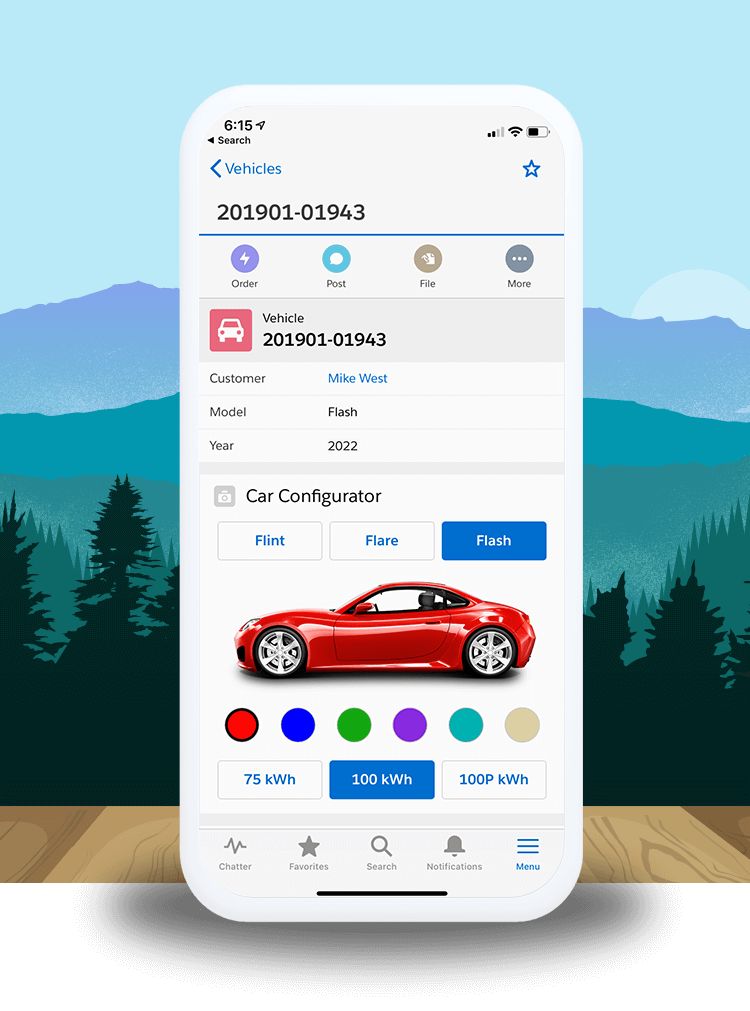 6:15
Search
Vehicles
201901-01943
Order Post File More
Vehicle
201901-01943
Customer Mike West
Model Flash
Year 2022
Car Configurator
Flint Flare Flash
75 kWh 100 kWh 100P kWh
Chatter Favorites Search Notifications Menu